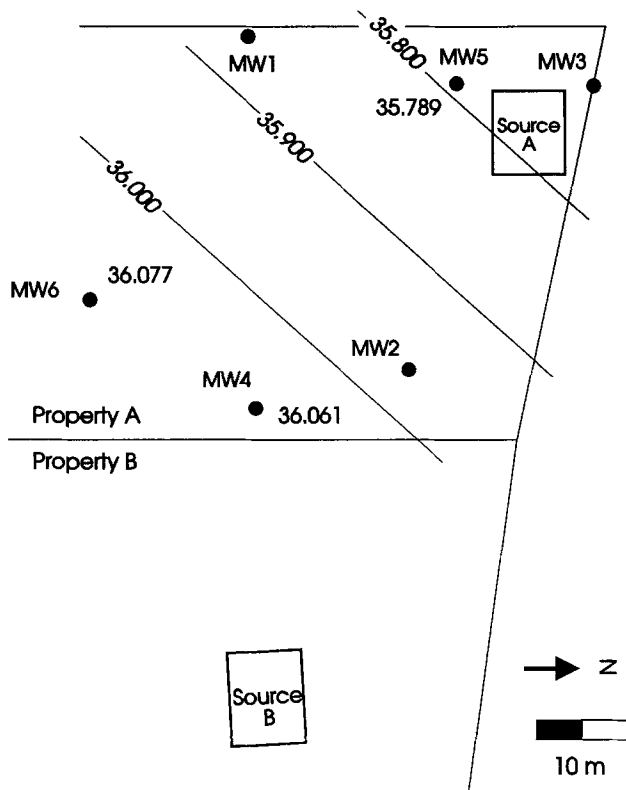 35.800
MW1
MW5
MW3
35.789
Source
A
35.900
36.000
36.077
MW6
MW2
MW4
36.061
Property A
Property B
Source
B
N
10 m